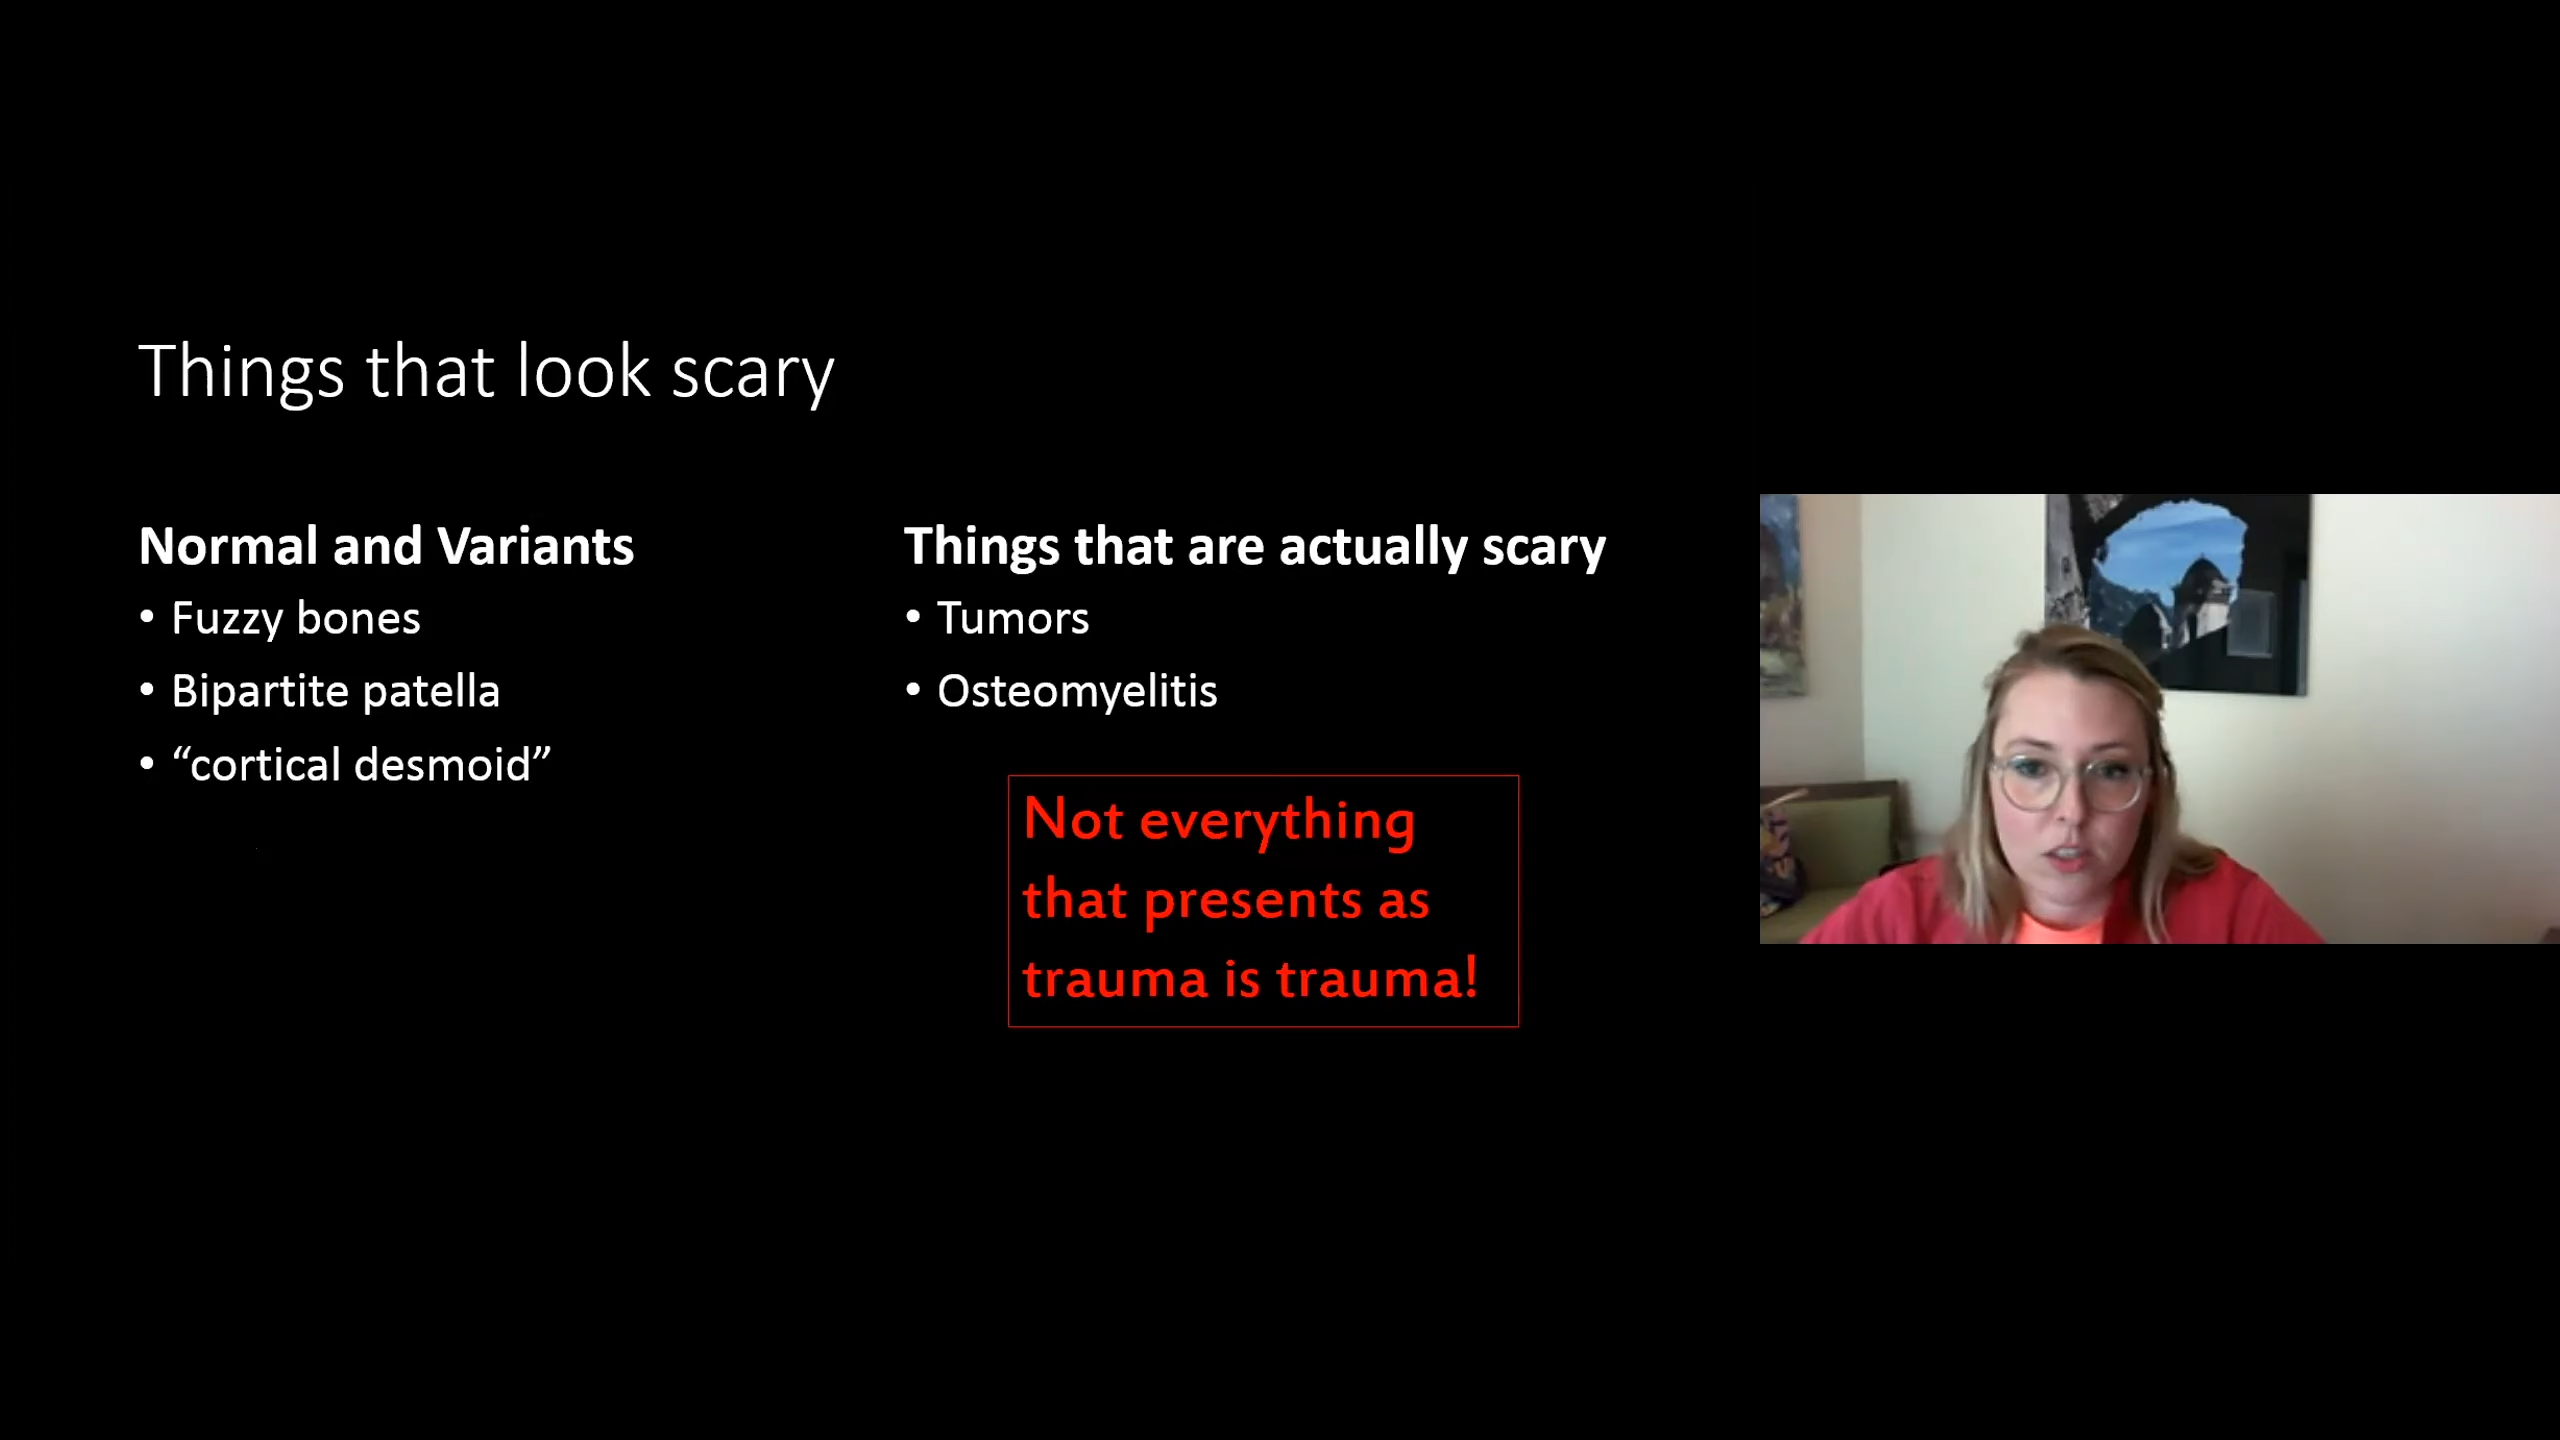 Things that look scary
Normal and Variants
• Fuzzy bones
• Bipartite patella
• “cortical desmoid”
Things that are actually scary
• Tumors
• Osteomyelitis
Not everything
that presents as
trauma is trauma!